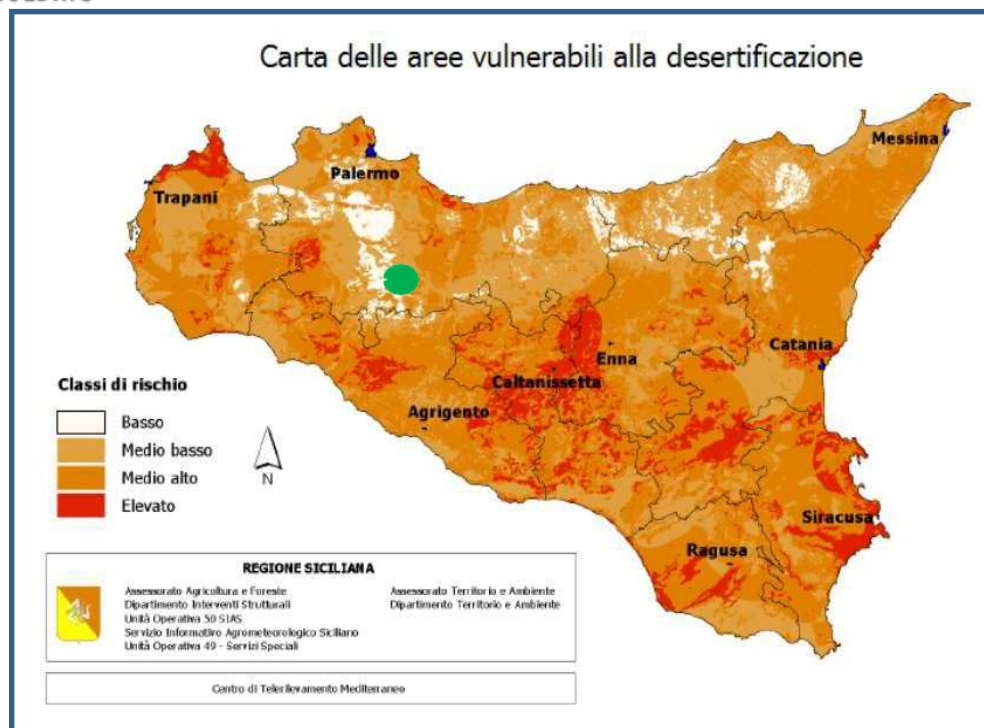 Carta delle aree vulnerabili alla desertificazione
Messina
Palermo
Trapani
Catania
Enna
Caltanissetta
Agrigento
Siracusa
Ragusa
Classi di rischio
Basso
Medio basso
Medio alto
Elevato
N
REGIONE SICILIANA
Assessorato Agricoltura e Foreste
Dipartimento Interventi Strutturali
Unità Operativa 50 SIAS
Servizio Informativo Agrometeorologico Siciliano
Unità Operativa 49 - Servizi Speciali
Assessorato Territorio e Ambiente
Dipartimento Territorio e Ambiente
Centro di Telerilevamento Mediterraneo